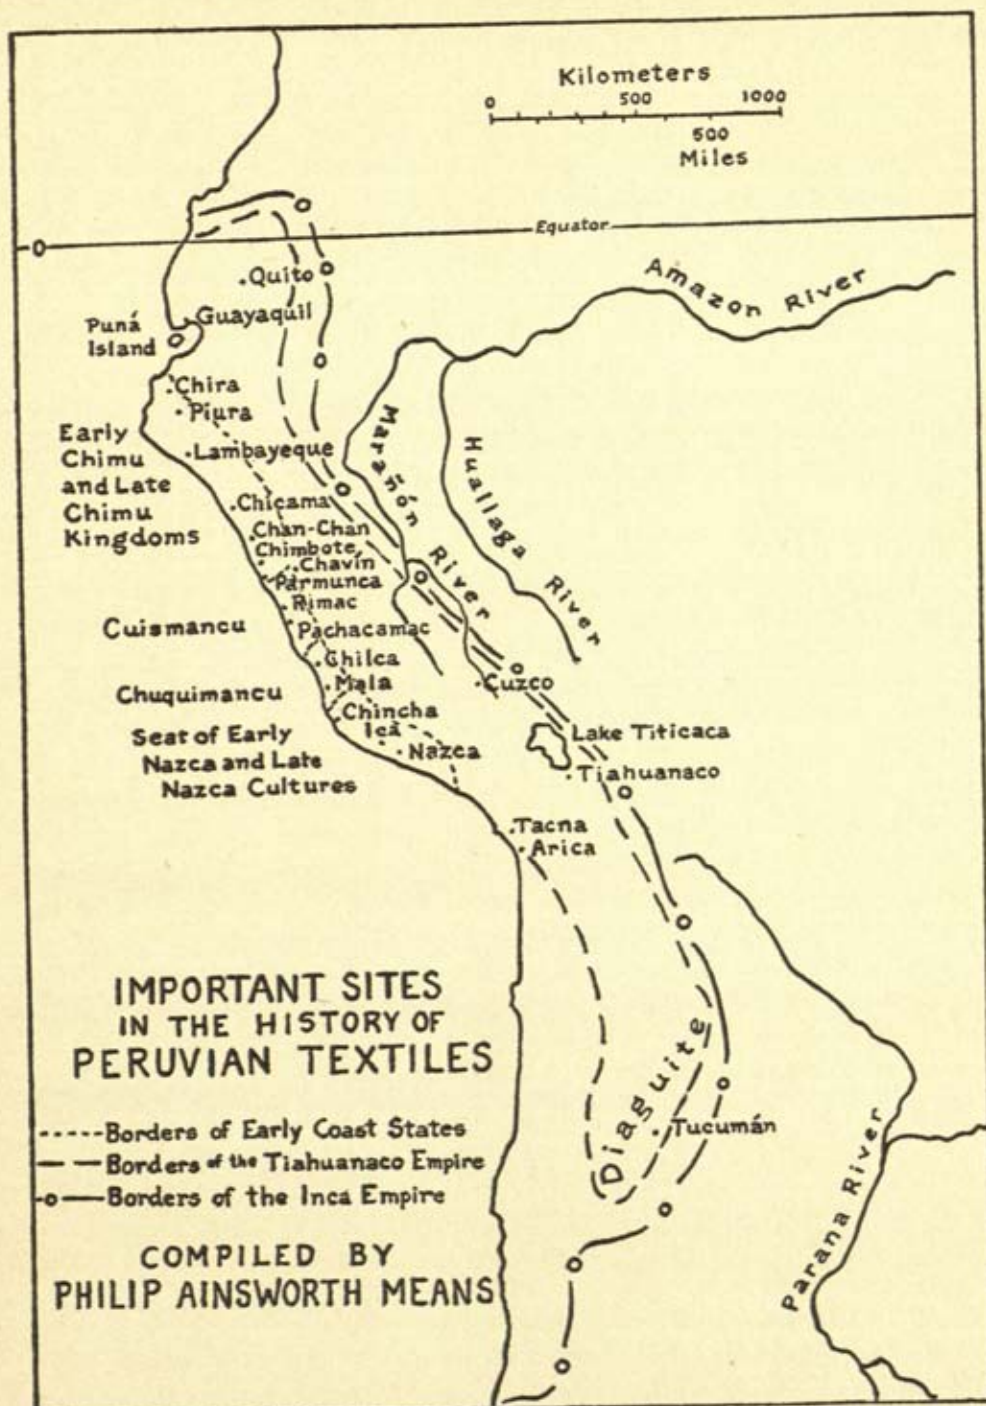 Kilometers
0 500 1000
500
Miles
0
Equator
Amazon River
Quito
Guayaquil
Puná
Island
Chira
Piura
Marañón River
Huallaga River
Early
Chimu
and Late
Chimu
Kingdoms
Lambayeque
Chicama
Chan-Chan
Chimbote
Chavín
Parmunca
Rimac
Cuismancu
Pachacamac
Chilca
Cuzco
Mala
Chuquimancu
Chincha
Ica
Lake Titicaca
Seat of Early
Nazca and Late
Nazca Cultures
Nazca
Tiahuanaco
Tacna
Arica
Diaguite
Tucumán
Parana River
IMPORTANT SITES
IN THE HISTORY OF
PERUVIAN TEXTILES
Borders of Early Coast States
Borders of the Tiahuanaco Empire
Borders of the Inca Empire
COMPILED BY
PHILIP AINSWORTH MEANS